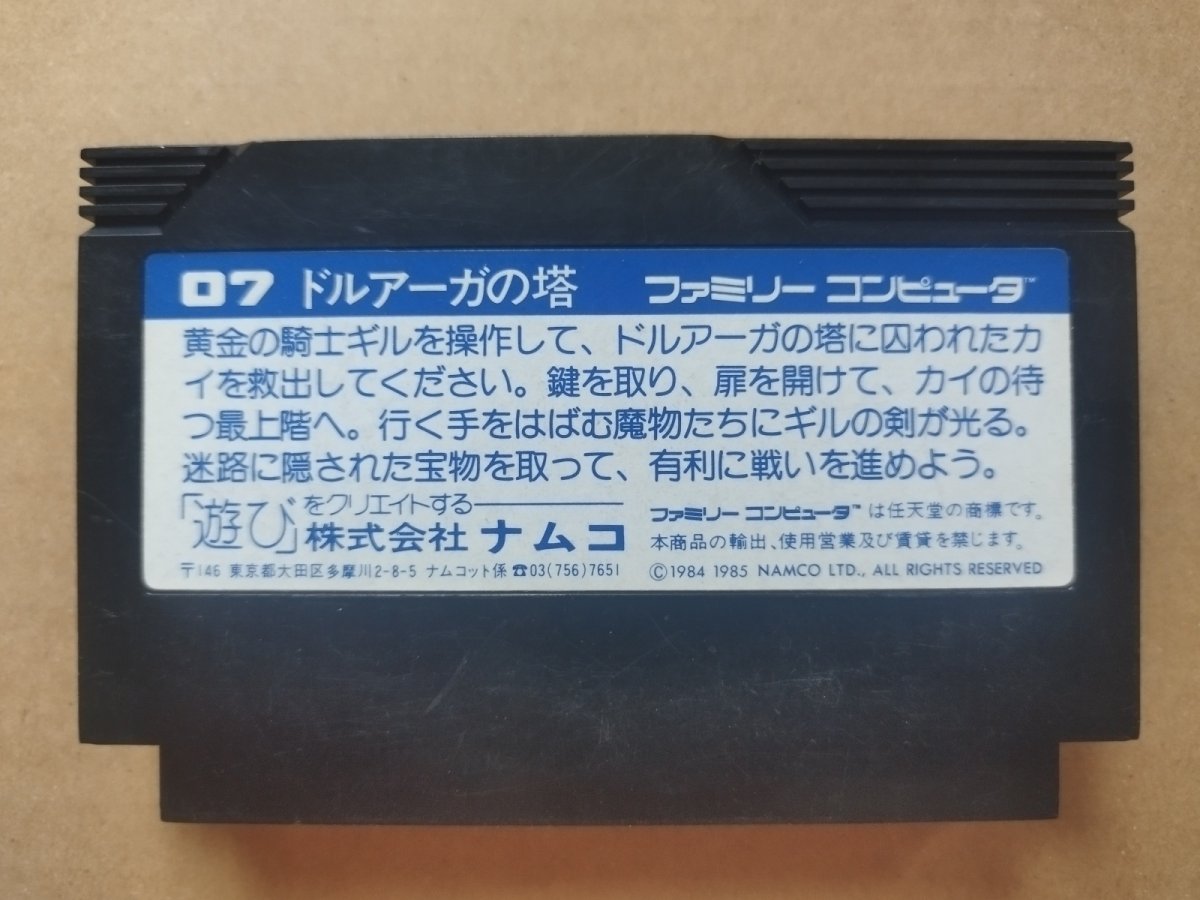 07 ドルアーガの塔 ファミリー コンピュータ™
黄金の騎士ギルを操作して、ドルアーガの塔に囚われたカ
イを救出してください。鍵を取り、扉を開けて、カイの待
つ最上階へ。行く手をはばむ魔物たちにギルの剣が光る。
迷路に隠された宝物を取って、有利に戦いを進めよう。
「遊び」をクリエイトする
株式会社 ナムコ
〒146 東京都大田区多摩川2-8-5 ナムコット係 ☎03(756)7651
ファミリー コンピュータ™ は任天堂の商標です。
本商品の輸出、使用営業及び賃貸を禁じます。
©1984 1985 NAMCO LTD., ALL RIGHTS RESERVED